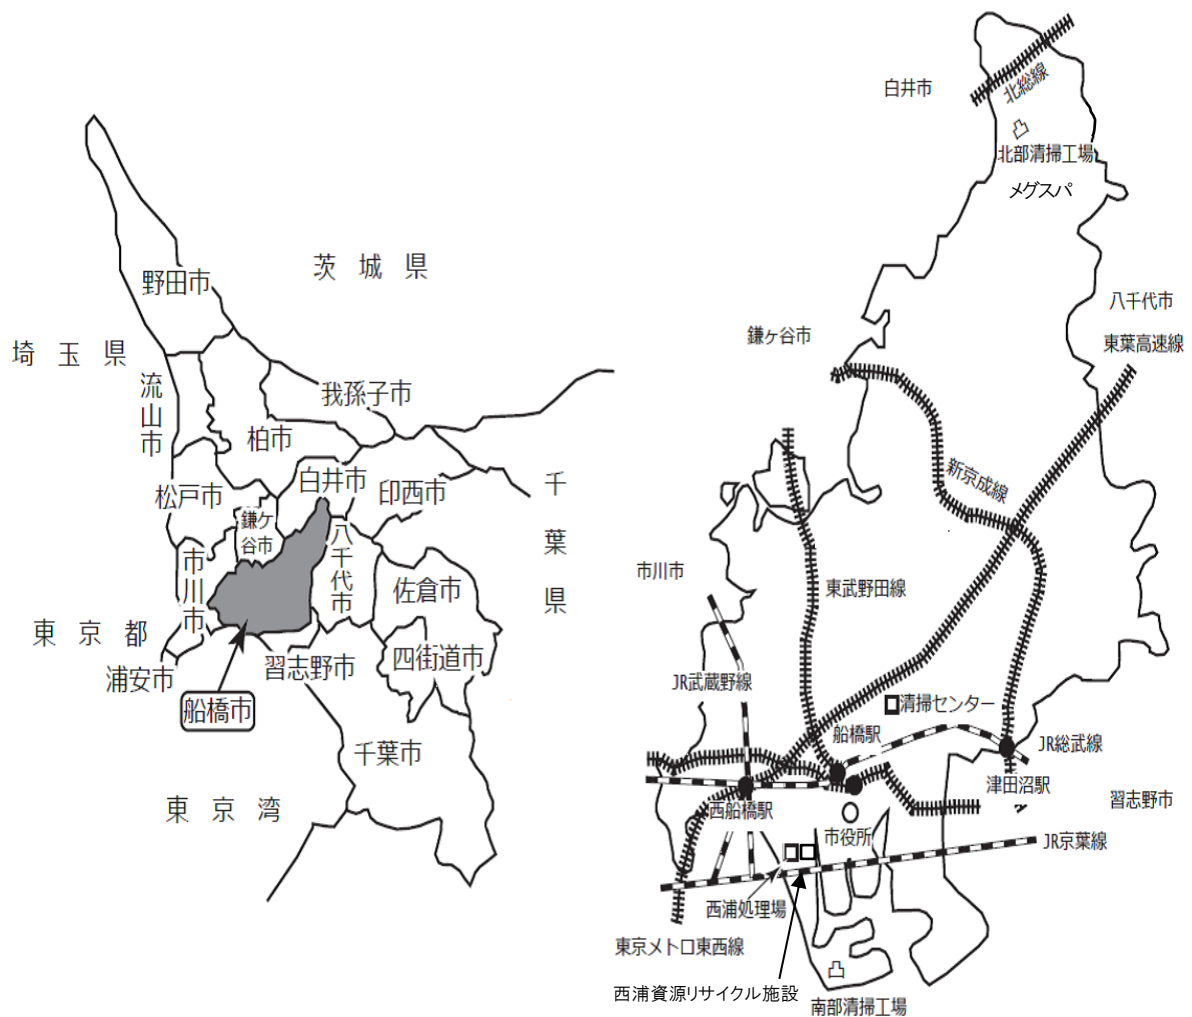 茨城県
野田市
埼玉県
流山市
我孫子市
柏市
白井市
印西市
松戸市
千葉県
鎌ケ
谷市
八千代市
市川市
佐倉市
東京都
四街道市
習志野市
浦安市
船橋市
千葉市
東京湾
白井市
北総線
北部清掃工場
メグスパ
八千代市
鎌ヶ谷市
東葉高速線
新京成線
市川市
東武野田線
JR武蔵野線
清掃センター
船橋駅
JR総武線
津田沼駅
習志野市
西船橋駅
市役所
JR京葉線
西浦処理場
東京メトロ東西線
西浦資源リサイクル施設
南部清掃工場